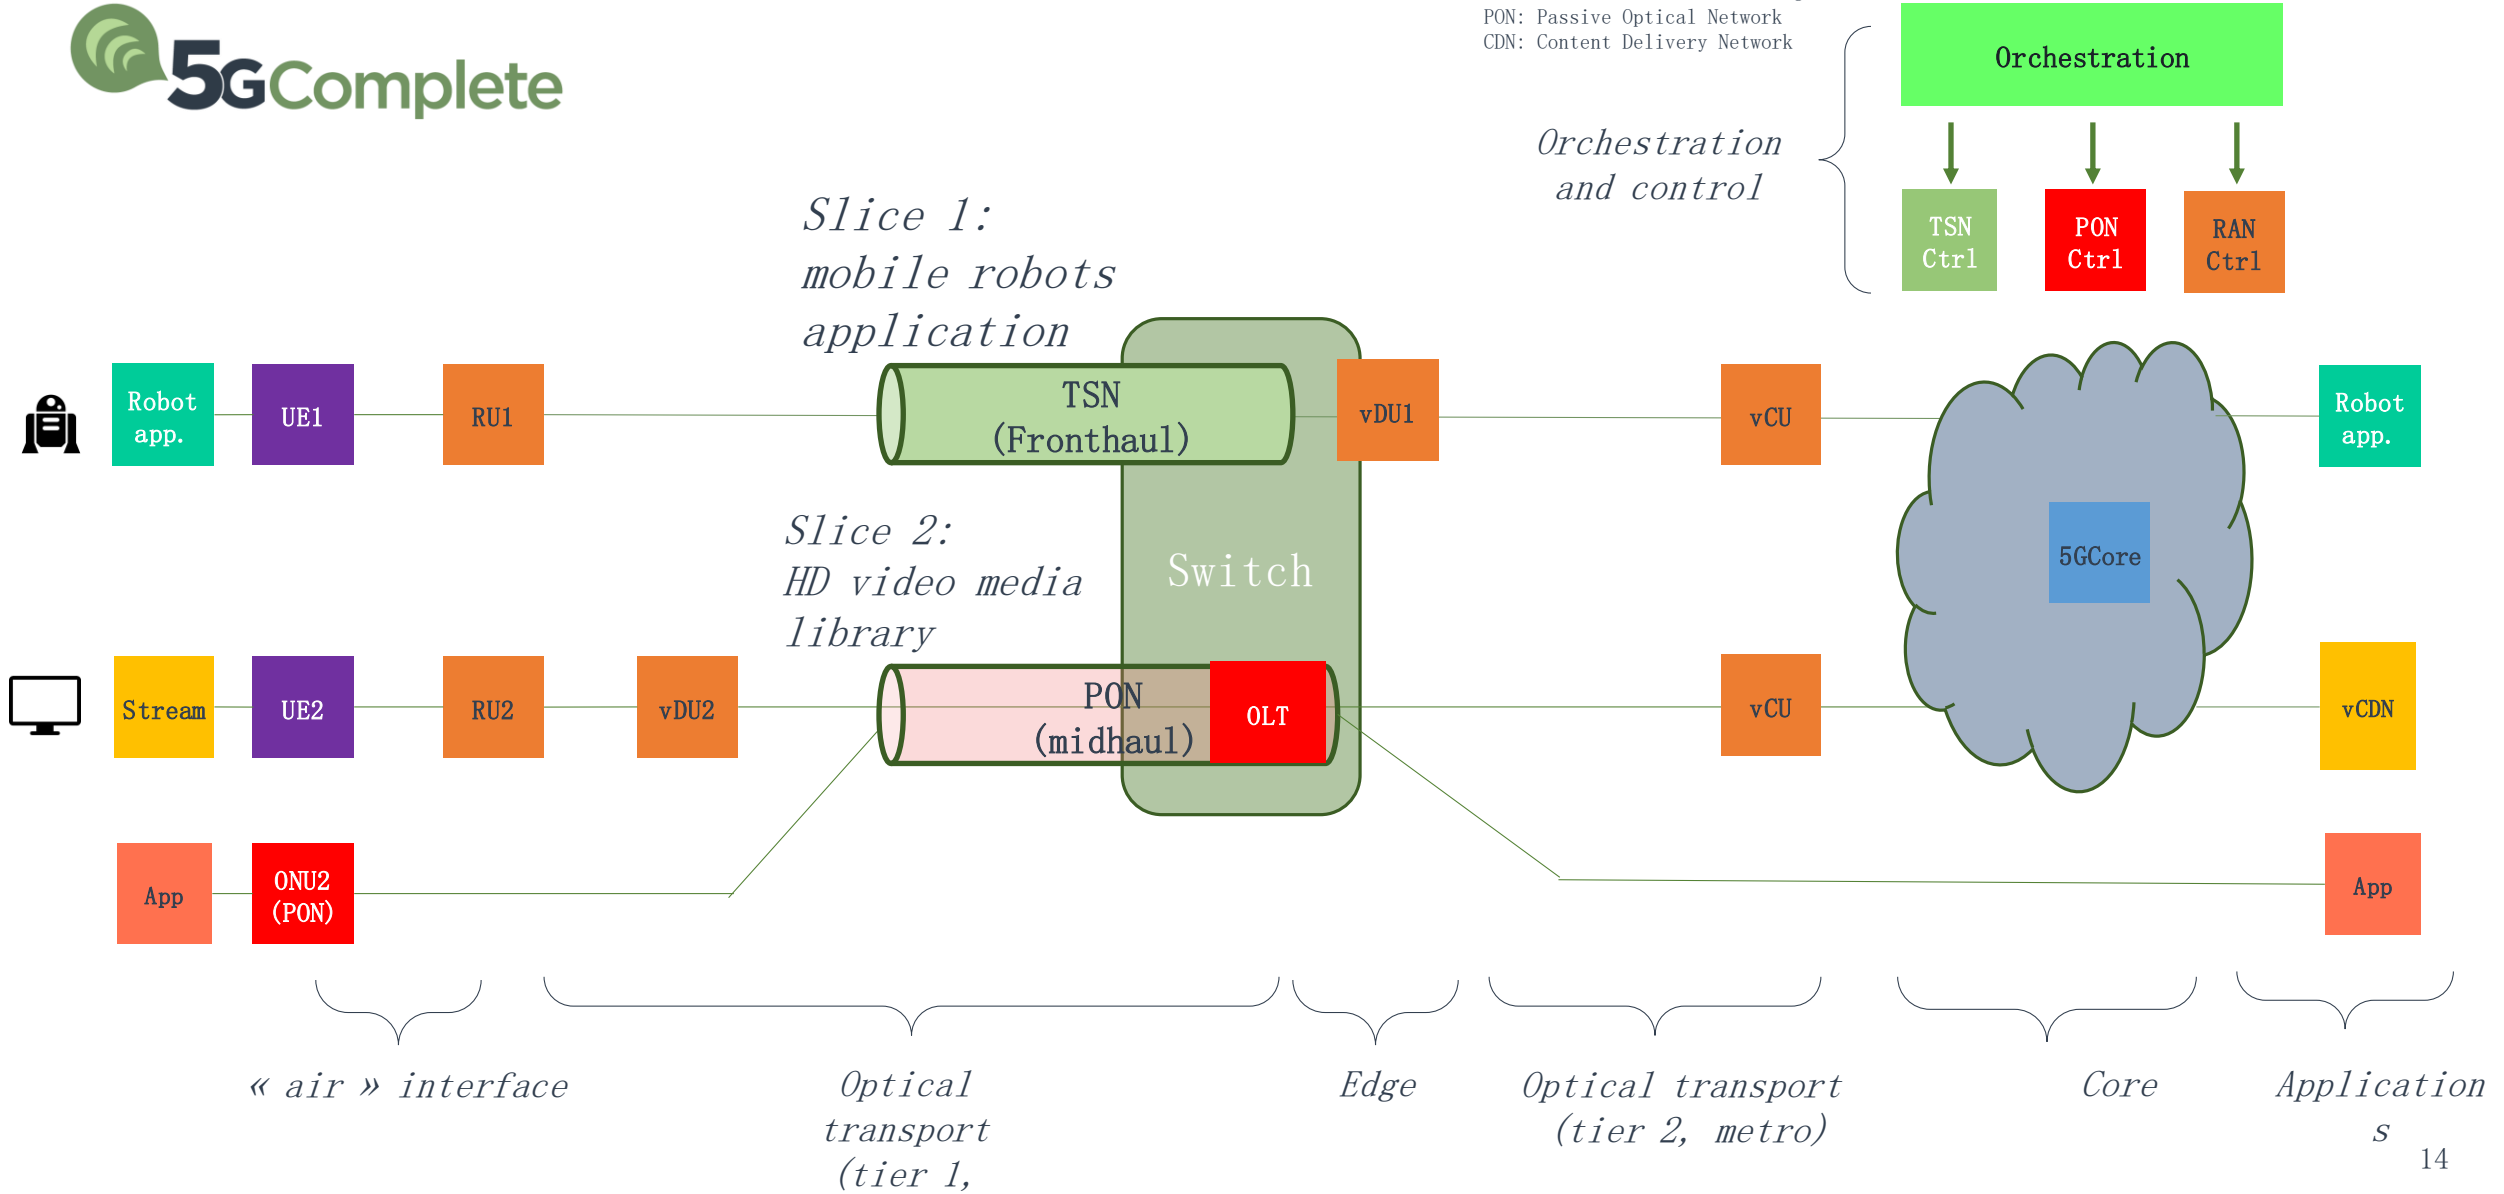 5GComplete
PON: Passive Optical Network
CDN: Content Delivery Network
Orchestration
Orchestration
and control
TSN
Ctrl
PON
Ctrl
RAN
Ctrl
Slice 1:
mobile robots
application
Robot
app.
UE1
RU1
TSN
(Fronthaul)
vDU1
vCU
Robot
app.
Slice 2:
HD video media
library
Switch
5GCore
Stream
UE2
RU2
vDU2
PON
(midhaul)
OLT
vCU
vCDN
App
ONU2
(PON)
App
« air » interface
Optical
transport
(tier 1,
Edge
Optical transport
(tier 2, metro)
Core
Application
s
14